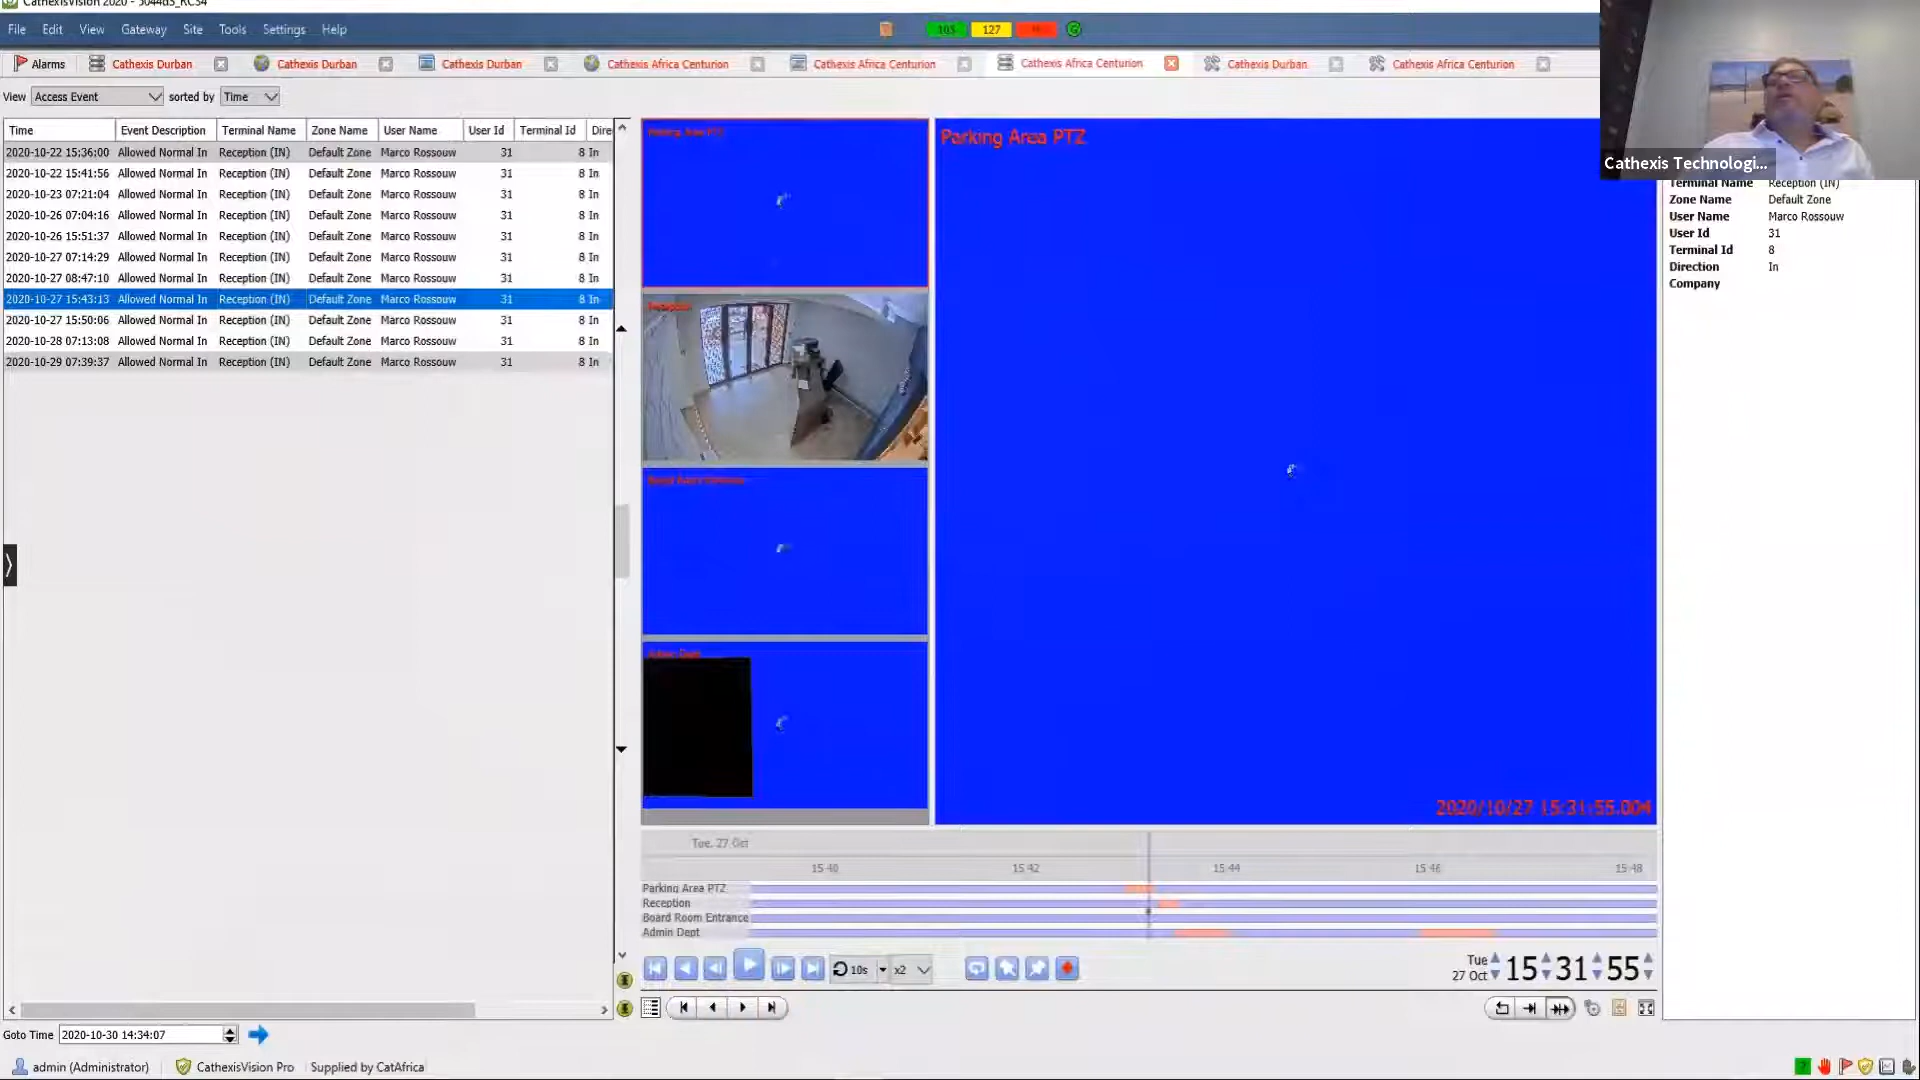 CathexisVision 2020 - 5044d5_RCS4
File Edit View Gateway Site Tools Settings Help
103 127
Alarms Cathexis Durban Cathexis Durban Cathexis Durban Cathexis Africa Centurion Cathexis Africa Centurion Cathexis Africa Centurion Cathexis Durban Cathexis Africa Centurion
View Access Event sorted by Time
Time Event Description Terminal Name Zone Name User Name User Id Terminal Id Dire
2020-10-22 15:36:00 Allowed Normal In Reception (IN) Default Zone Marco Rossouw 31 8 In
2020-10-22 15:41:56 Allowed Normal In Reception (IN) Default Zone Marco Rossouw 31 8 In
2020-10-23 07:21:04 Allowed Normal In Reception (IN) Default Zone Marco Rossouw 31 8 In
2020-10-26 07:04:16 Allowed Normal In Reception (IN) Default Zone Marco Rossouw 31 8 In
2020-10-26 15:51:37 Allowed Normal In Reception (IN) Default Zone Marco Rossouw 31 8 In
2020-10-27 07:14:29 Allowed Normal In Reception (IN) Default Zone Marco Rossouw 31 8 In
2020-10-27 08:47:10 Allowed Normal In Reception (IN) Default Zone Marco Rossouw 31 8 In
2020-10-27 15:43:13 Allowed Normal In Reception (IN) Default Zone Marco Rossouw 31 8 In
2020-10-27 15:50:06 Allowed Normal In Reception (IN) Default Zone Marco Rossouw 31 8 In
2020-10-28 07:13:08 Allowed Normal In Reception (IN) Default Zone Marco Rossouw 31 8 In
2020-10-29 07:39:37 Allowed Normal In Reception (IN) Default Zone Marco Rossouw 31 8 In
Goto Time 2020-10-30 14:34:07
Parking Area PTZ
Reception
Admin Dept
Parking Area PTZ
2020/10/27 15:31:55.004
Cathexis Technologi...
Terminal Name Reception (IN)
Zone Name Default Zone
User Name Marco Rossouw
User Id 31
Terminal Id 8
Direction In
Company
Tue, 27 Oct
15:40 15:42 15:44 15:46 15:48
Parking Area PTZ
Reception
Board Room Entrance
Admin Dept
10s x2
Tue 27 Oct 15 31 55
admin (Administrator) CathexisVision Pro Supplied by CatAfrica